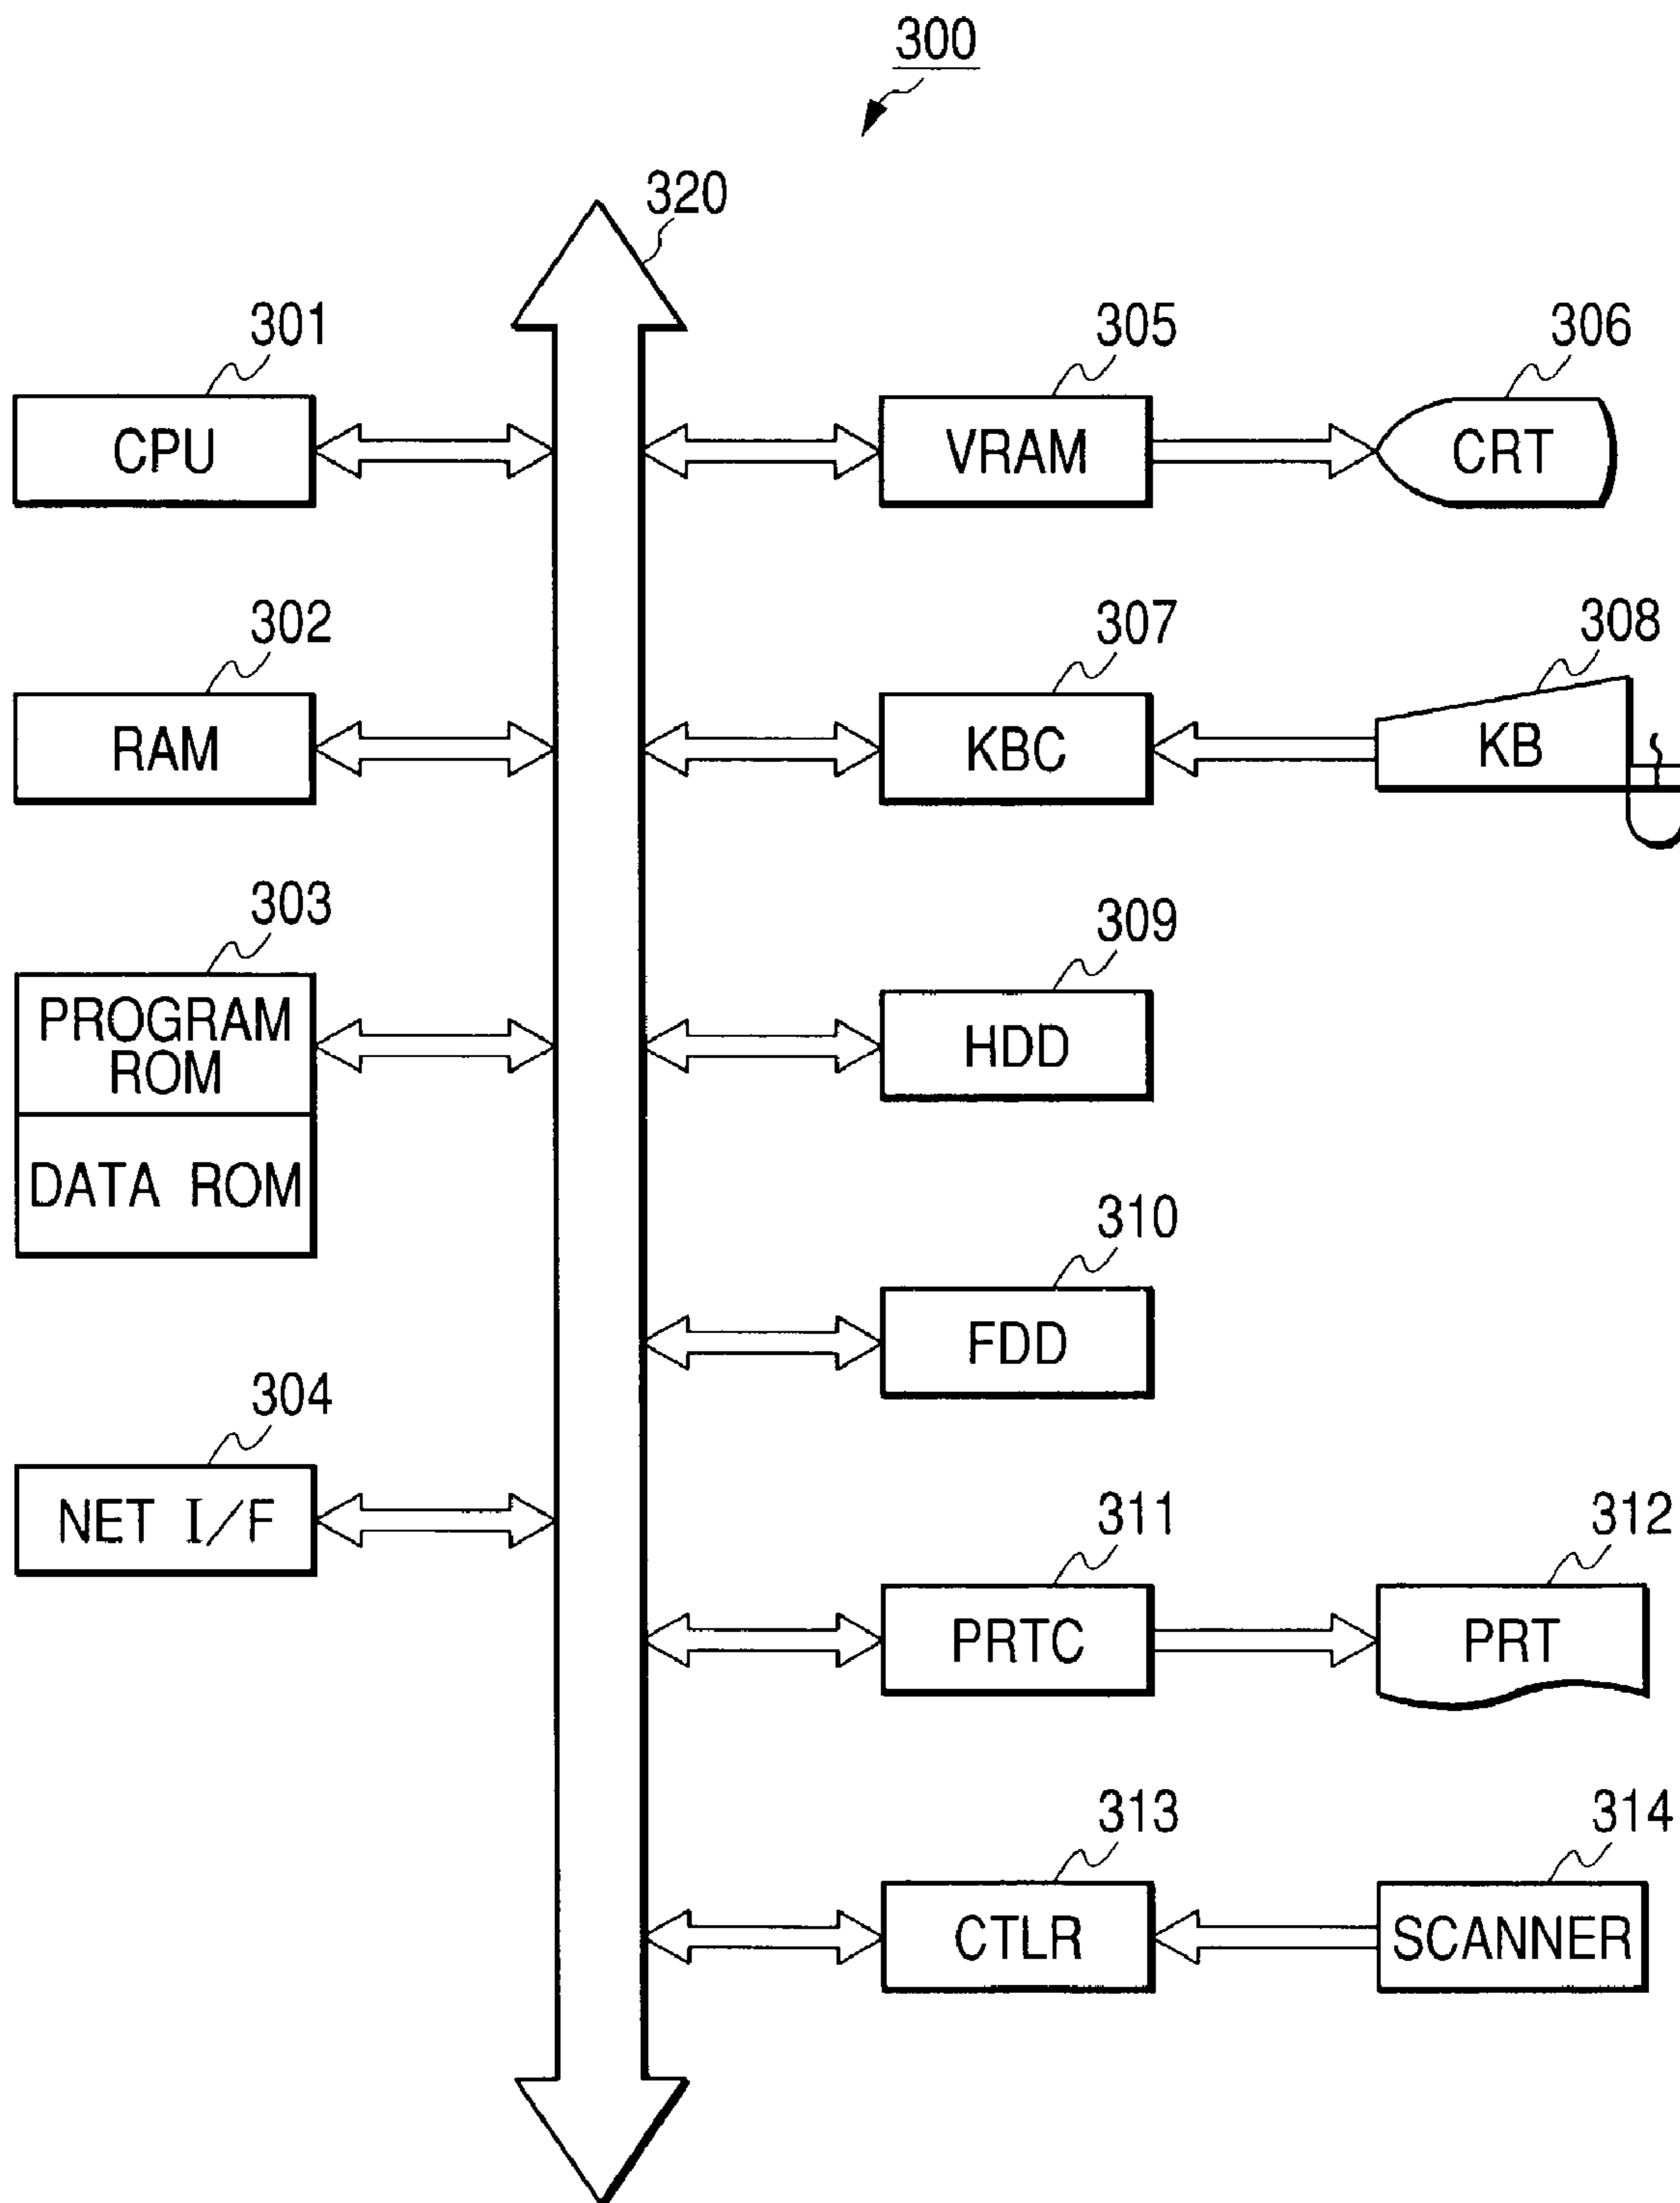 300
320
301
305
306
CPU
VRAM
CRT
302
307
308
RAM
KBC
KB
303
309
PROGRAM
ROM
HDD
DATA ROM
310
FDD
304
NET I/F
311
312
PRTC
PRT
313
314
CTLR
SCANNER